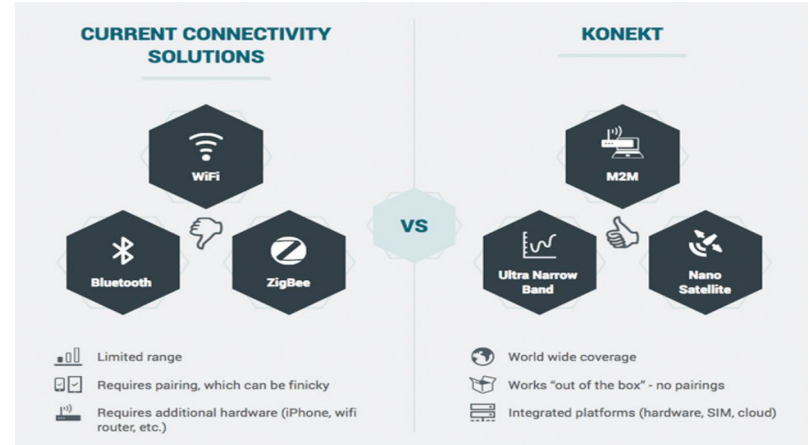 CURRENT CONNECTIVITY
SOLUTIONS
WiFi
Bluetooth
ZigBee
Limited range
Requires pairing, which can be finicky
Requires additional hardware (iPhone, wifi
router, etc.)
VS
KONEKT
M2M
Ultra Narrow
Band
Nano
Satellite
World wide coverage
Works “out of the box” - no pairings
Integrated platforms (hardware, SIM, cloud)